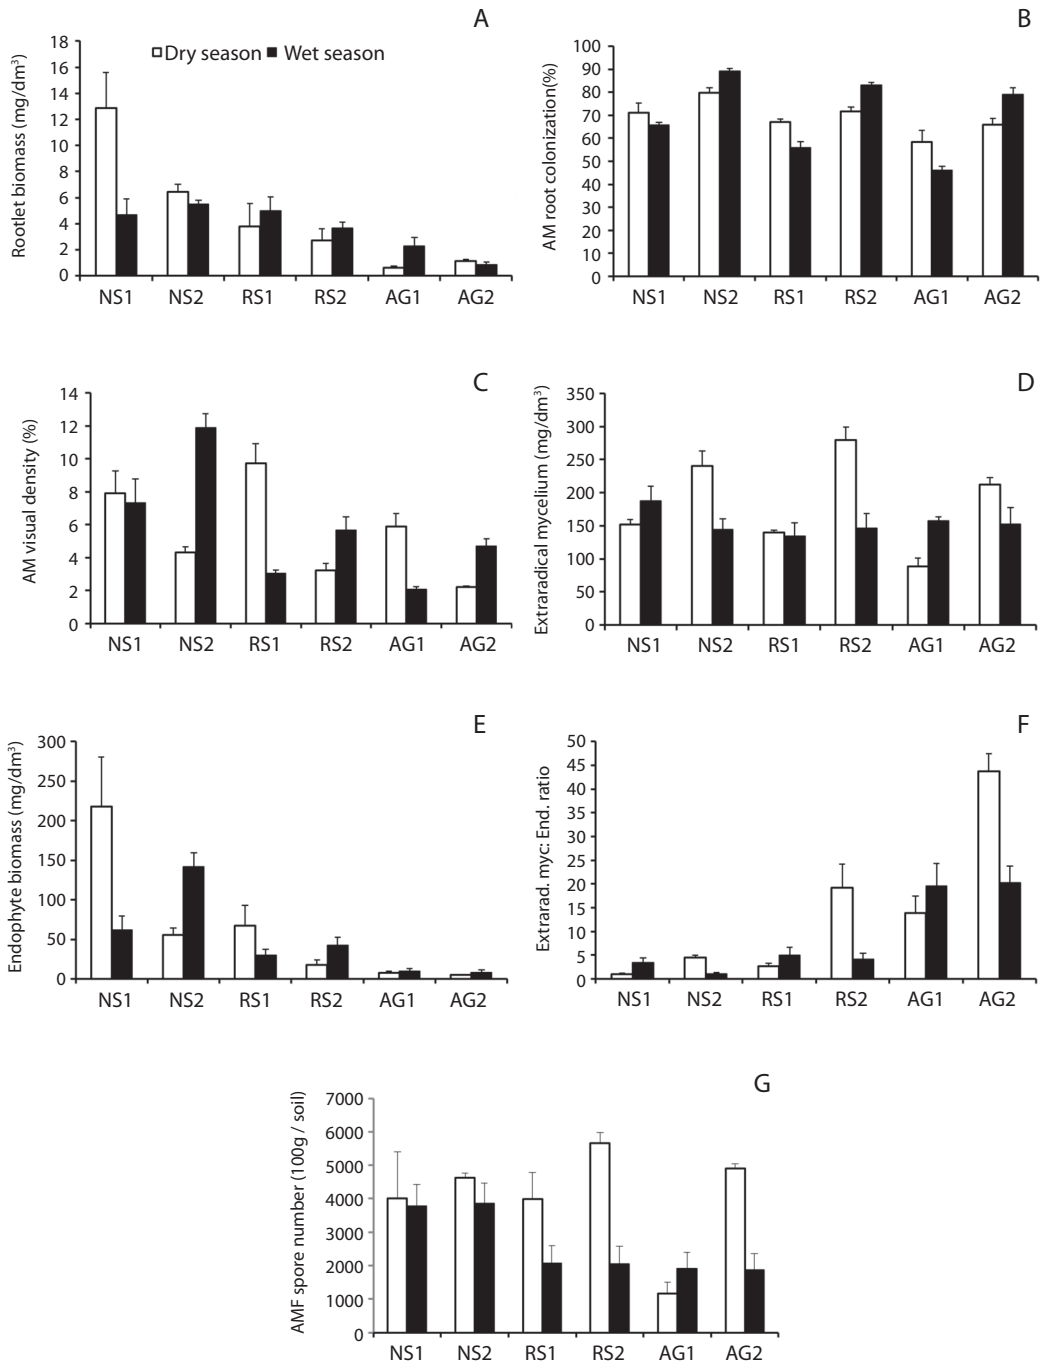 A
Rootlet biomass (mg/dm³)
18
16
14
12
10
8
6
4
2
0
Dry season Wet season
NS1 NS2 RS1 RS2 AG1 AG2
B
AM root colonization(%)
100
90
80
70
60
50
40
30
20
10
0
NS1 NS2 RS1 RS2 AG1 AG2
C
AM visual density (%)
14
12
10
8
6
4
2
0
NS1 NS2 RS1 RS2 AG1 AG2
D
Extraradical mycelium (mg/dm³)
350
300
250
200
150
100
50
0
NS1 NS2 RS1 RS2 AG1 AG2
E
Endophyte biomass (mg/dm³)
300
250
200
150
100
50
0
NS1 NS2 RS1 RS2 AG1 AG2
F
Extrarad. myc: End. ratio
50
45
40
35
30
25
20
15
10
5
0
NS1 NS2 RS1 RS2 AG1 AG2
G
AMF spore number (100g / soil)
7000
6000
5000
4000
3000
2000
1000
0
NS1 NS2 RS1 RS2 AG1 AG2